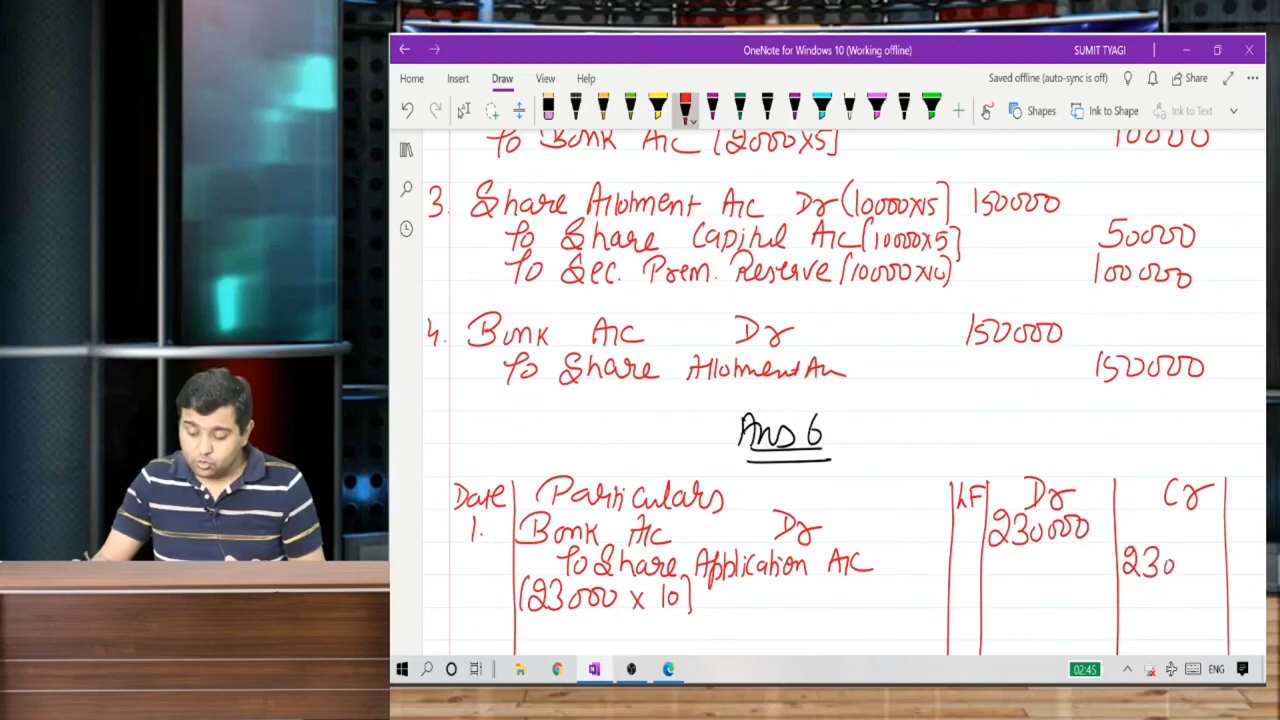 OneNote for Windows 10 (Working offline)
SUMIT TYAGI
Home Insert Draw View Help
Saved offline (auto-sync is off)
Share
Shapes
Ink to Shape
Ink to Text
To Bank A/c (2000x5) 10000
3. Share Allotment A/c Dr (10000x15) 150000
To Share Capital A/c (10000x5) 50000
To Sec. Prem. Reserve (10000x10) 100000
4. Bank A/c Dr 150000
To Share Allotment A/c 150000
Ans 6
Date Particulars LF Dr Cr
1. Bank A/c Dr 230000
To Share Application A/c 230
(23000 x 10)
02:45
ENG